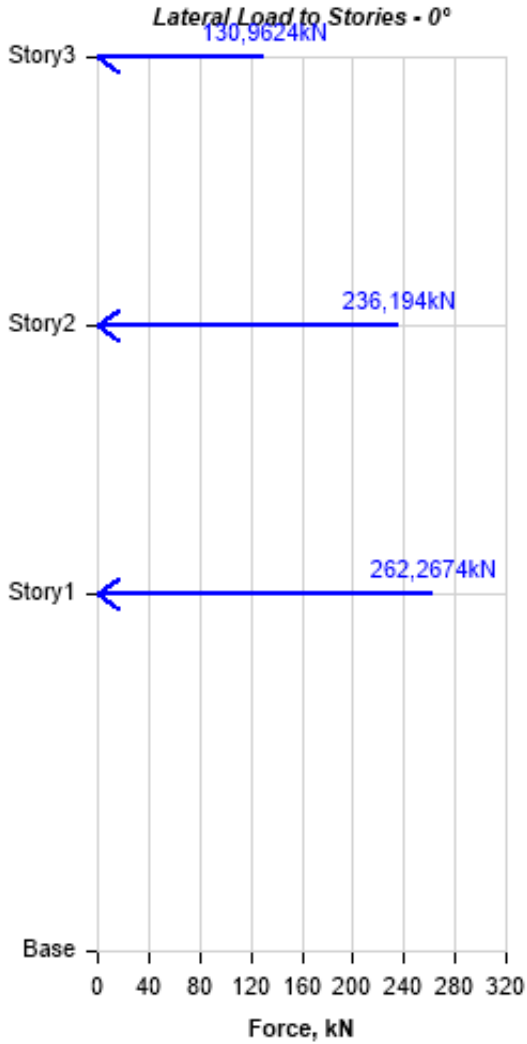 Lateral Load to Stories - 0º
130,9624kN
Story3
236,194kN
Story2
262,2674kN
Story1
Base
0 40 80 120 160 200 240 280 320
Force, kN